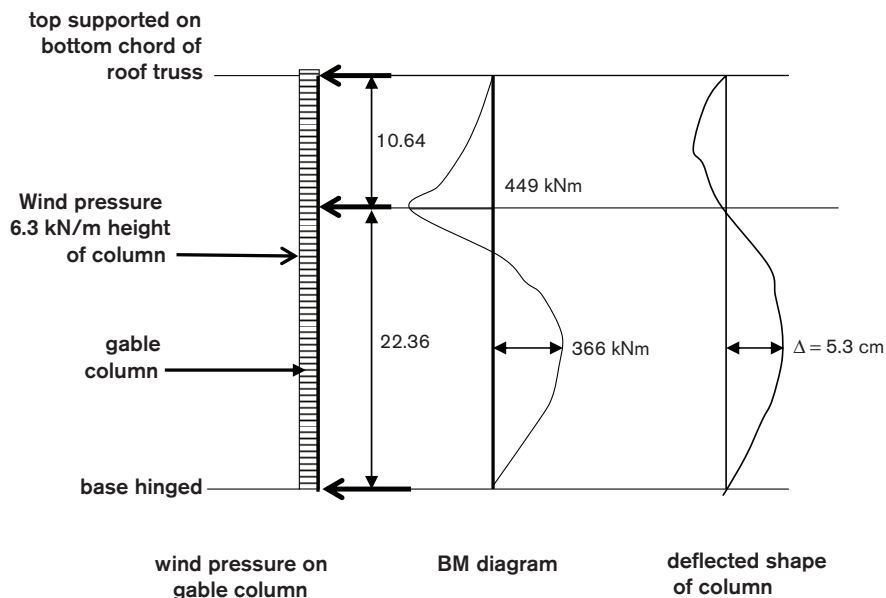 top supported on
bottom chord of
roof truss
10.64
449 kNm
Wind pressure
6.3 kN/m height
of column
22.36
366 kNm
Δ = 5.3 cm
gable
column
base hinged
wind pressure on
gable column
BM diagram
deflected shape
of column